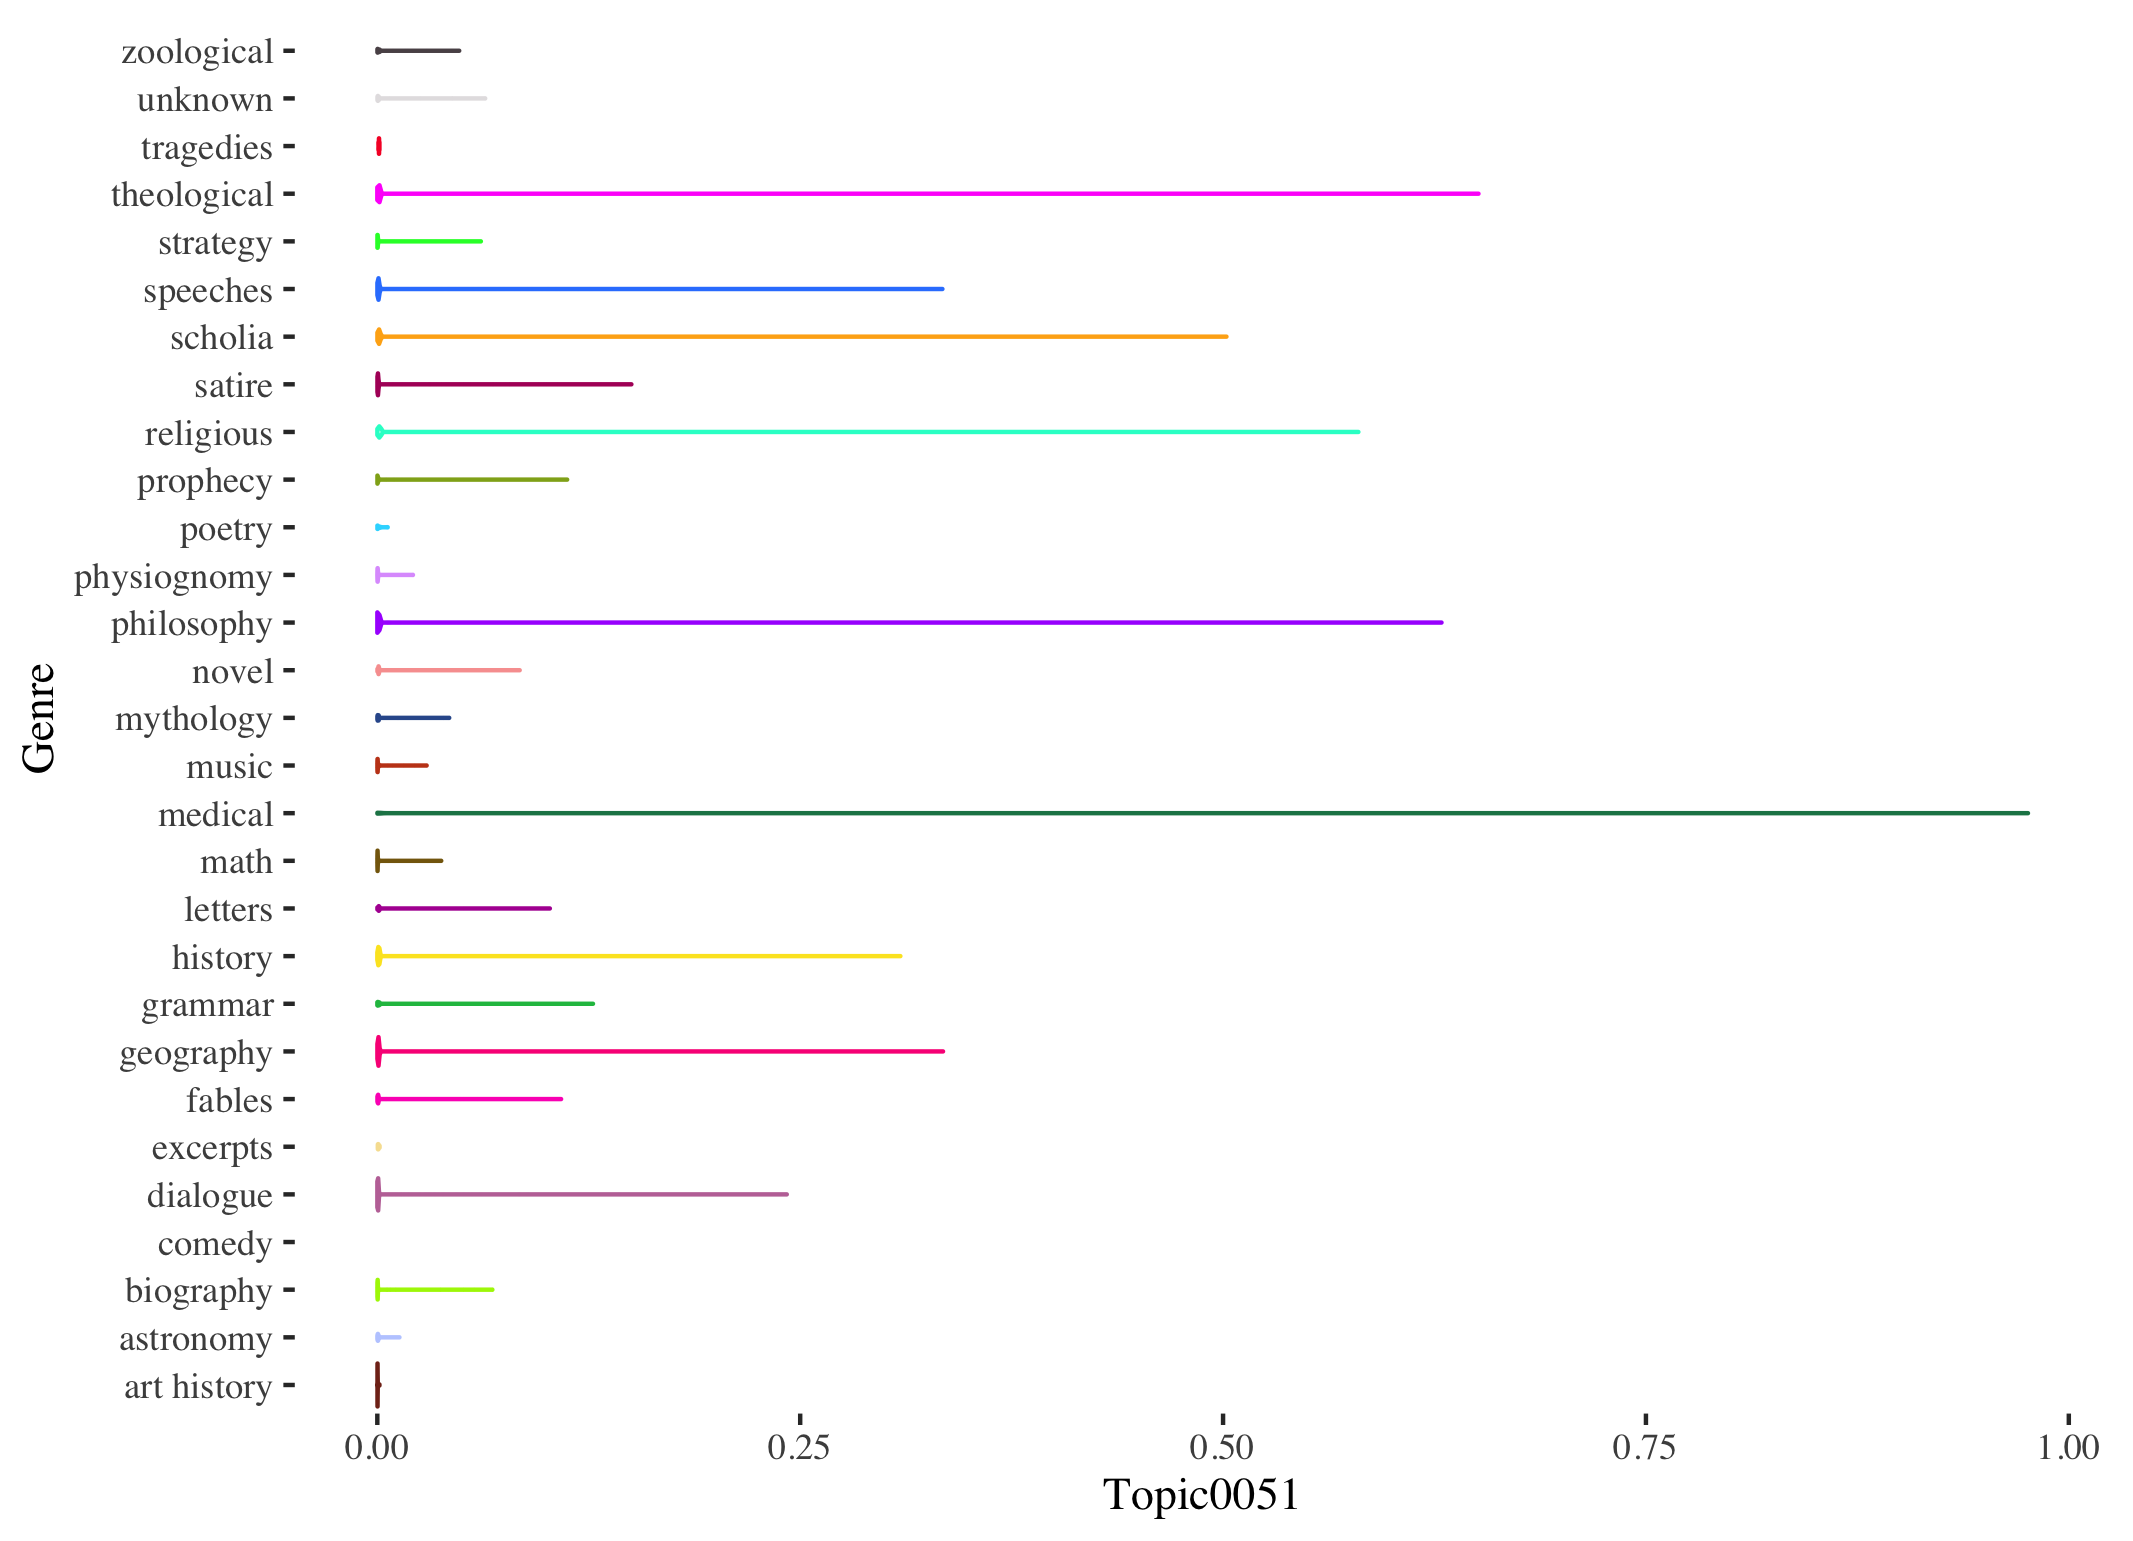 zoological
unknown
tragedies
theological
strategy
speeches
scholia
satire
religious
prophecy
poetry
physiognomy
philosophy
novel
mythology
music
medical
math
letters
history
grammar
geography
fables
excerpts
dialogue
comedy
biography
astronomy
art history
Genre
0.00 0.25 0.50 0.75 1.00
Topic0051